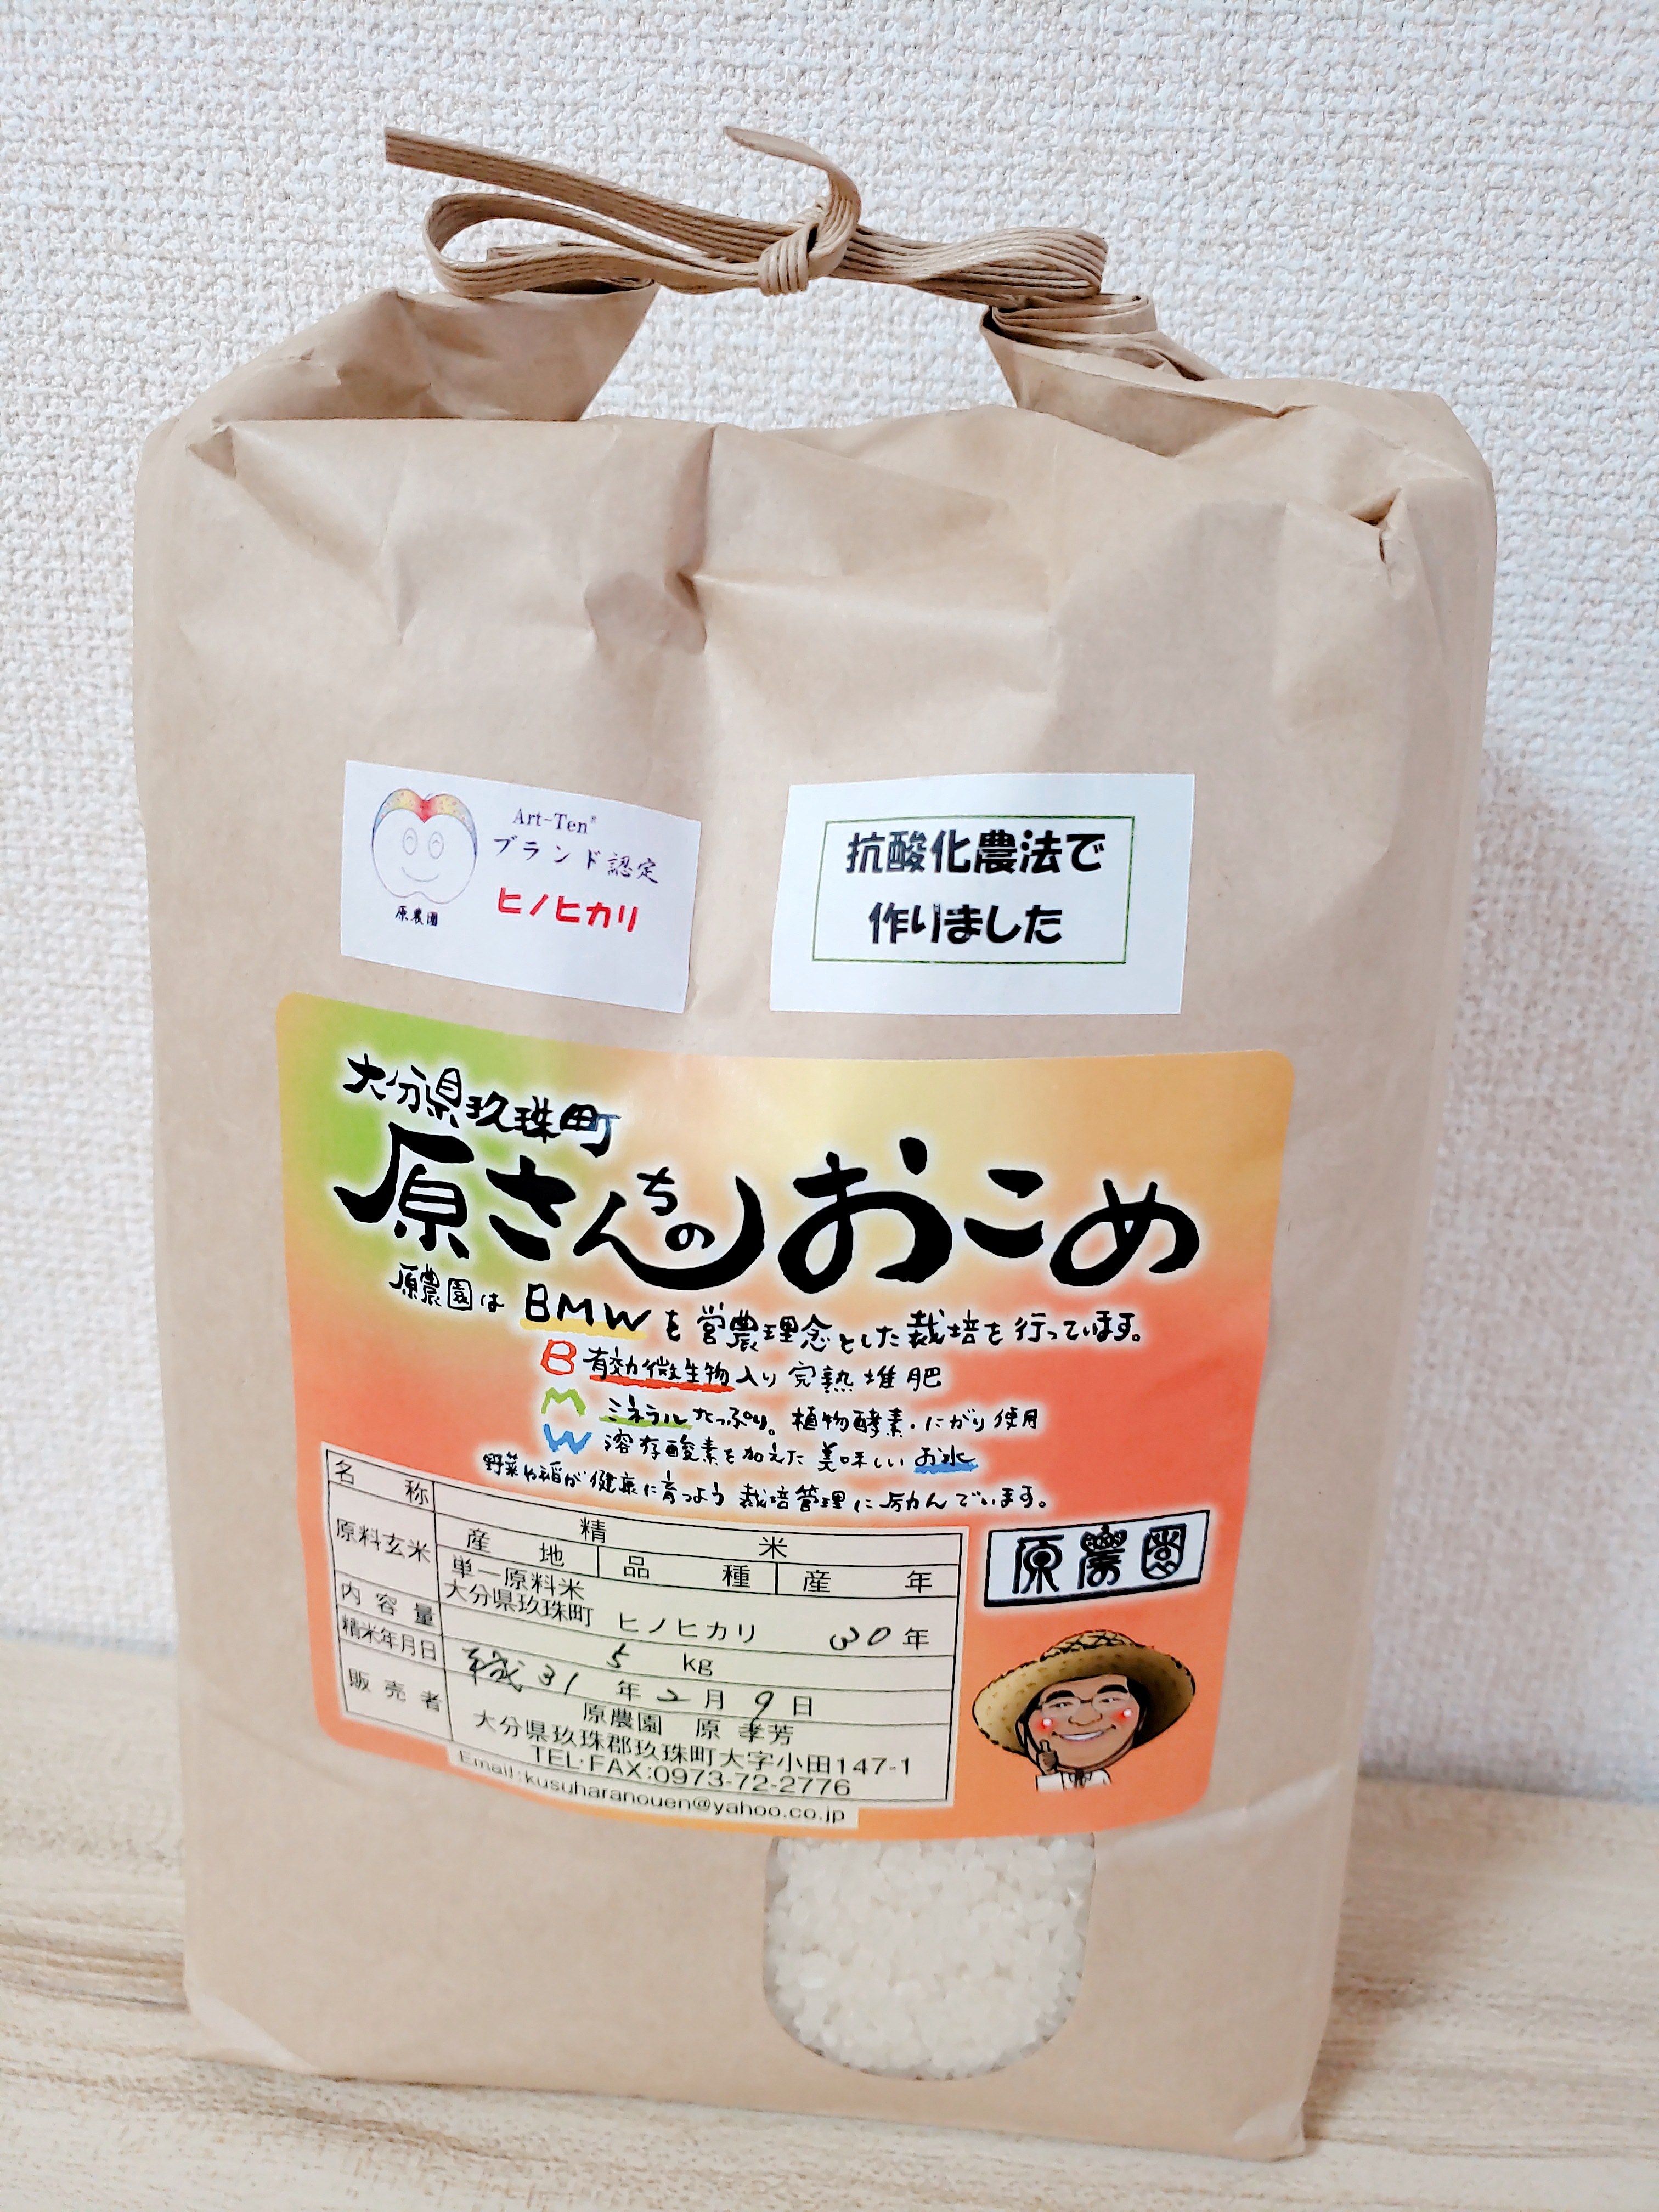 Art-Ten®
ブランド認定
ヒノヒカリ
原農園
抗酸化農法で
作りました
大分県玖珠町
原さんちのおこめ
原農園は BMWを営農理念とした栽培を行っています。
B 有効微生物入り完熟堆肥
M ミネラルたっぷり。植物酵素・にがり使用
W 溶存酸素を加えた美味しいお水
野菜や稲が健康に育つよう栽培管理に励んでいます。
名称 精米
原料玄米 産地 品種 産年
単一原料米
大分県玖珠町 ヒノヒカリ 30年
内容量 5 kg
精米年月日 平成31年2月9日
販売者 原農園 原 孝芳
大分県玖珠郡玖珠町大字小田147-1
TEL・FAX:0973-72-2776
Email:kusuharanouen@yahoo.co.jp
原農園